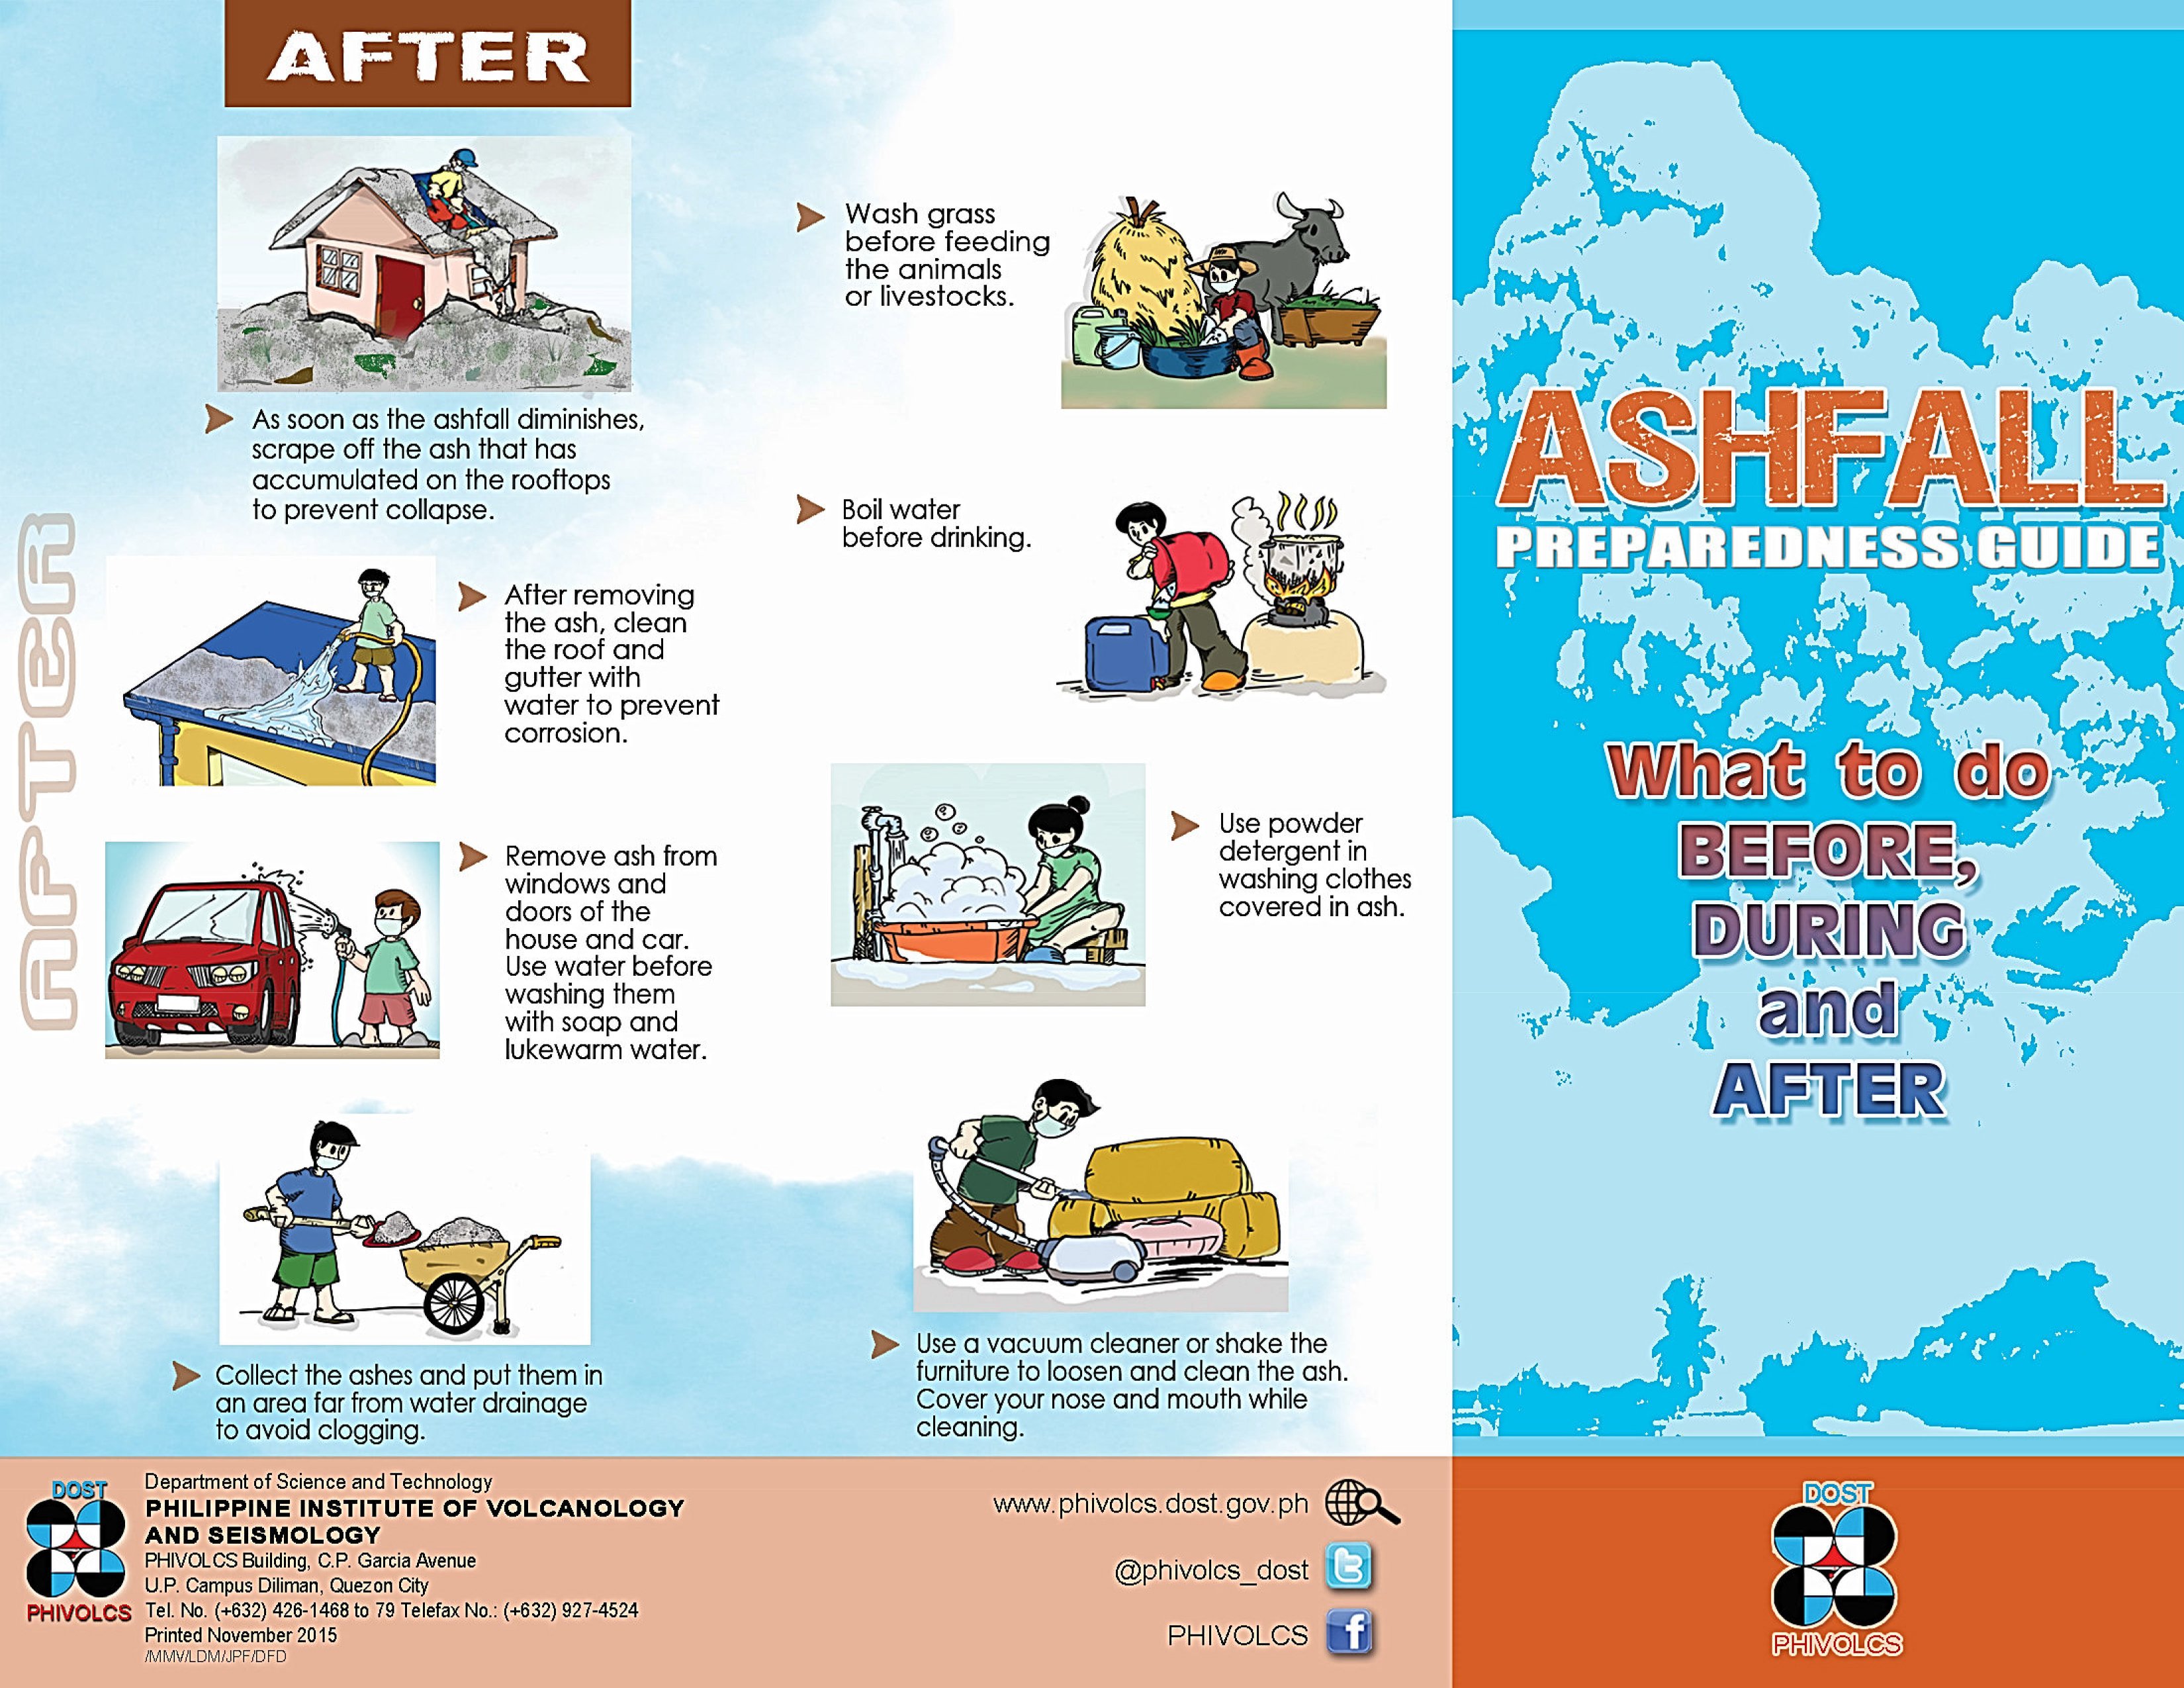 AFTER
As soon as the ashfall diminishes,
scrape off the ash that has
accumulated on the rooftops
to prevent collapse.
AFTER
After removing
the ash, clean
the roof and
gutter with
water to prevent
corrosion.
Remove ash from
windows and
doors of the
house and car.
Use water before
washing them
with soap and
lukewarm water.
Collect the ashes and put them in
an area far from water drainage
to avoid clogging.
Wash grass
before feeding
the animals
or livestocks.
Boil water
before drinking.
Use powder
detergent in
washing clothes
covered in ash.
Use a vacuum cleaner or shake the
furniture to loosen and clean the ash.
Cover your nose and mouth while
cleaning.
DOST
PHIVOLCS
Department of Science and Technology
PHILIPPINE INSTITUTE OF VOLCANOLOGY
AND SEISMOLOGY
PHIVOLCS Building, C.P. Garcia Avenue
U.P. Campus Diliman, Quezon City
Tel. No. (+632) 426-1468 to 79 Telefax No.: (+632) 927-4524
Printed November 2015
/MMV/LDM/JPF/DFD
www.phivolcs.dost.gov.ph
@phivolcs_dost
PHIVOLCS
ASHFALL
PREPAREDNESS GUIDE
What to do
BEFORE,
DURING
and
AFTER
DOST
PHIVOLCS